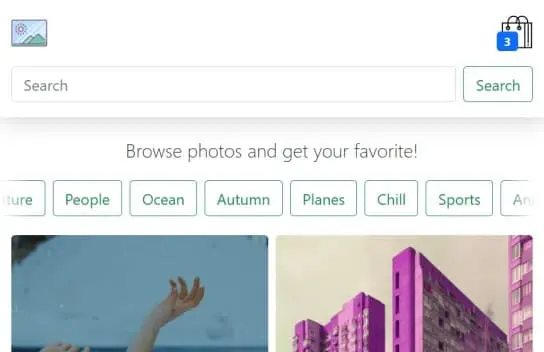 3
Search Search
Browse photos and get your favorite!
ture People Ocean Autumn Planes Chill Sports An